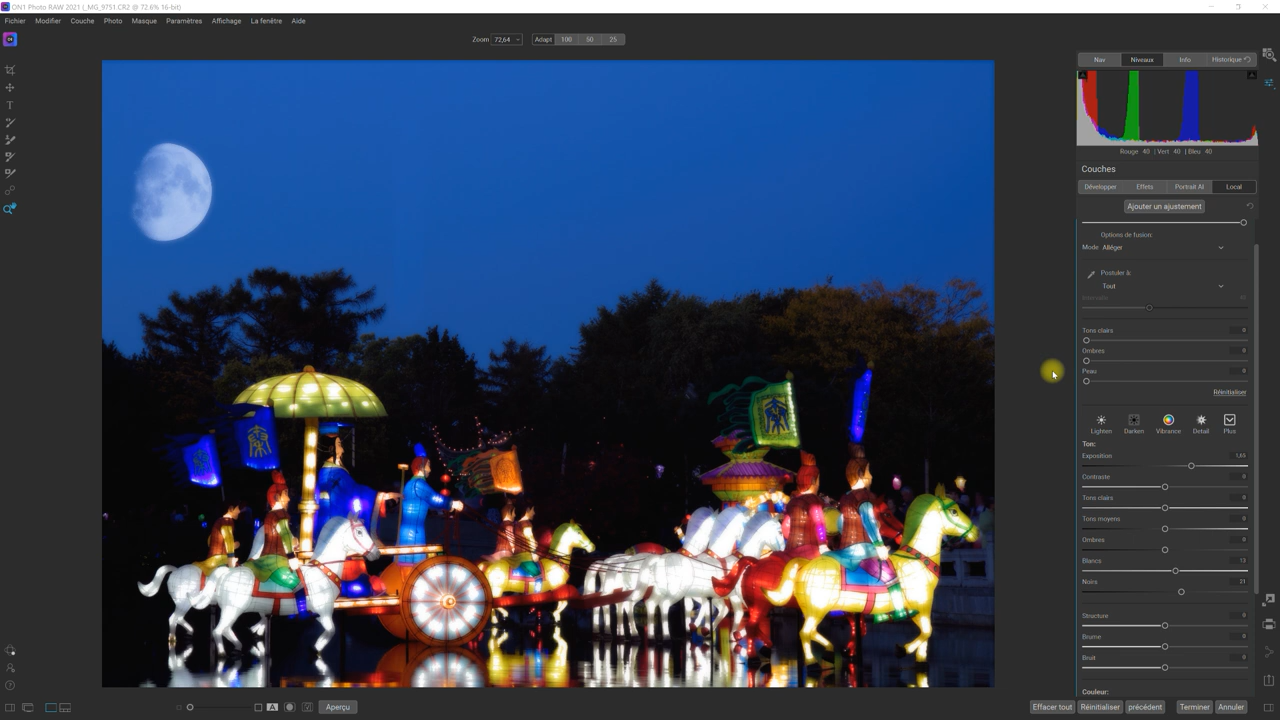 ON1 Photo RAW 2021 (_MG_9751.CR2 @ 72.6% 16-bit)
Fichier Modifier Couche Photo Masque Paramètres Affichage La fenêtre Aide
Zoom 72,64 Adapt 100 50 25
Nav Niveaux Info Historique
Rouge 40 | Vert 40 | Bleu 40
Couches
Développer Effets Portrait AI Local
Ajouter un ajustement
Options de fusion:
Mode Alléger
Postuler à:
Tout
Tons clairs 0
Ombres 0
Peau 0
Réinitialiser
Lighten Darken Vibrance Detail Plus
Ton:
Exposition 1,65
Contraste 0
Tons clairs 0
Tons moyens 0
Ombres 0
Blancs 13
Noirs 31
Structure 0
Brume 0
Bruit 0
Couleur:
A Aperçu Effacer tout Réinitialiser précédent Terminer Annuler